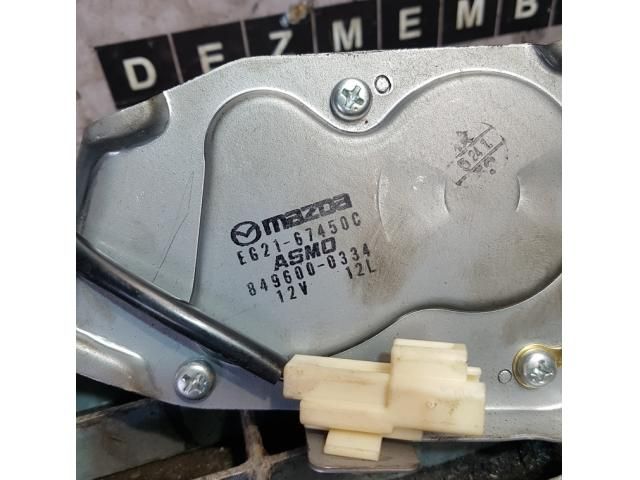 DEZMEMB
mazda
EG21-67450C
ASMO
849600-0334
12V 12L